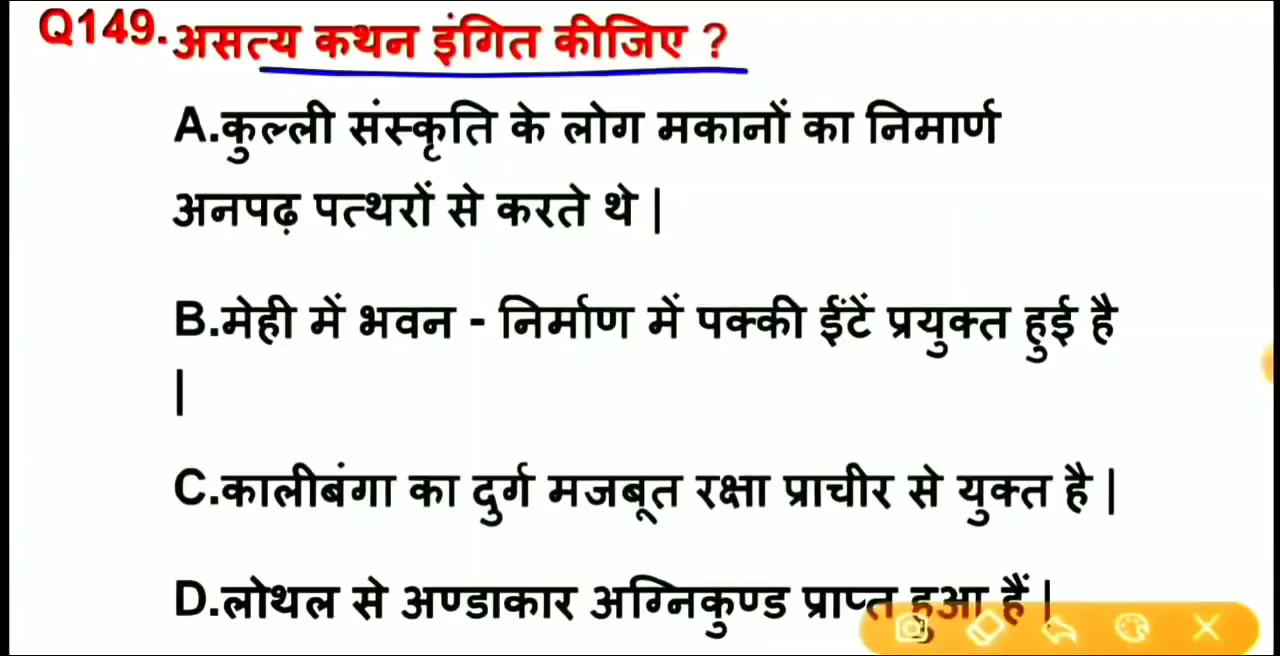 Q149. असत्य कथन इंगित कीजिए ?
A.कुल्ली संस्कृति के लोग मकानों का निमार्ण
अनपढ़ पत्थरों से करते थे |
B.मेही में भवन - निर्माण में पक्की ईंटें प्रयुक्त हुई है
|
C.कालीबंगा का दुर्ग मजबूत रक्षा प्राचीर से युक्त है |
D.लोथल से अण्डाकार अग्निकुण्ड प्राप्त हुआ हैं |